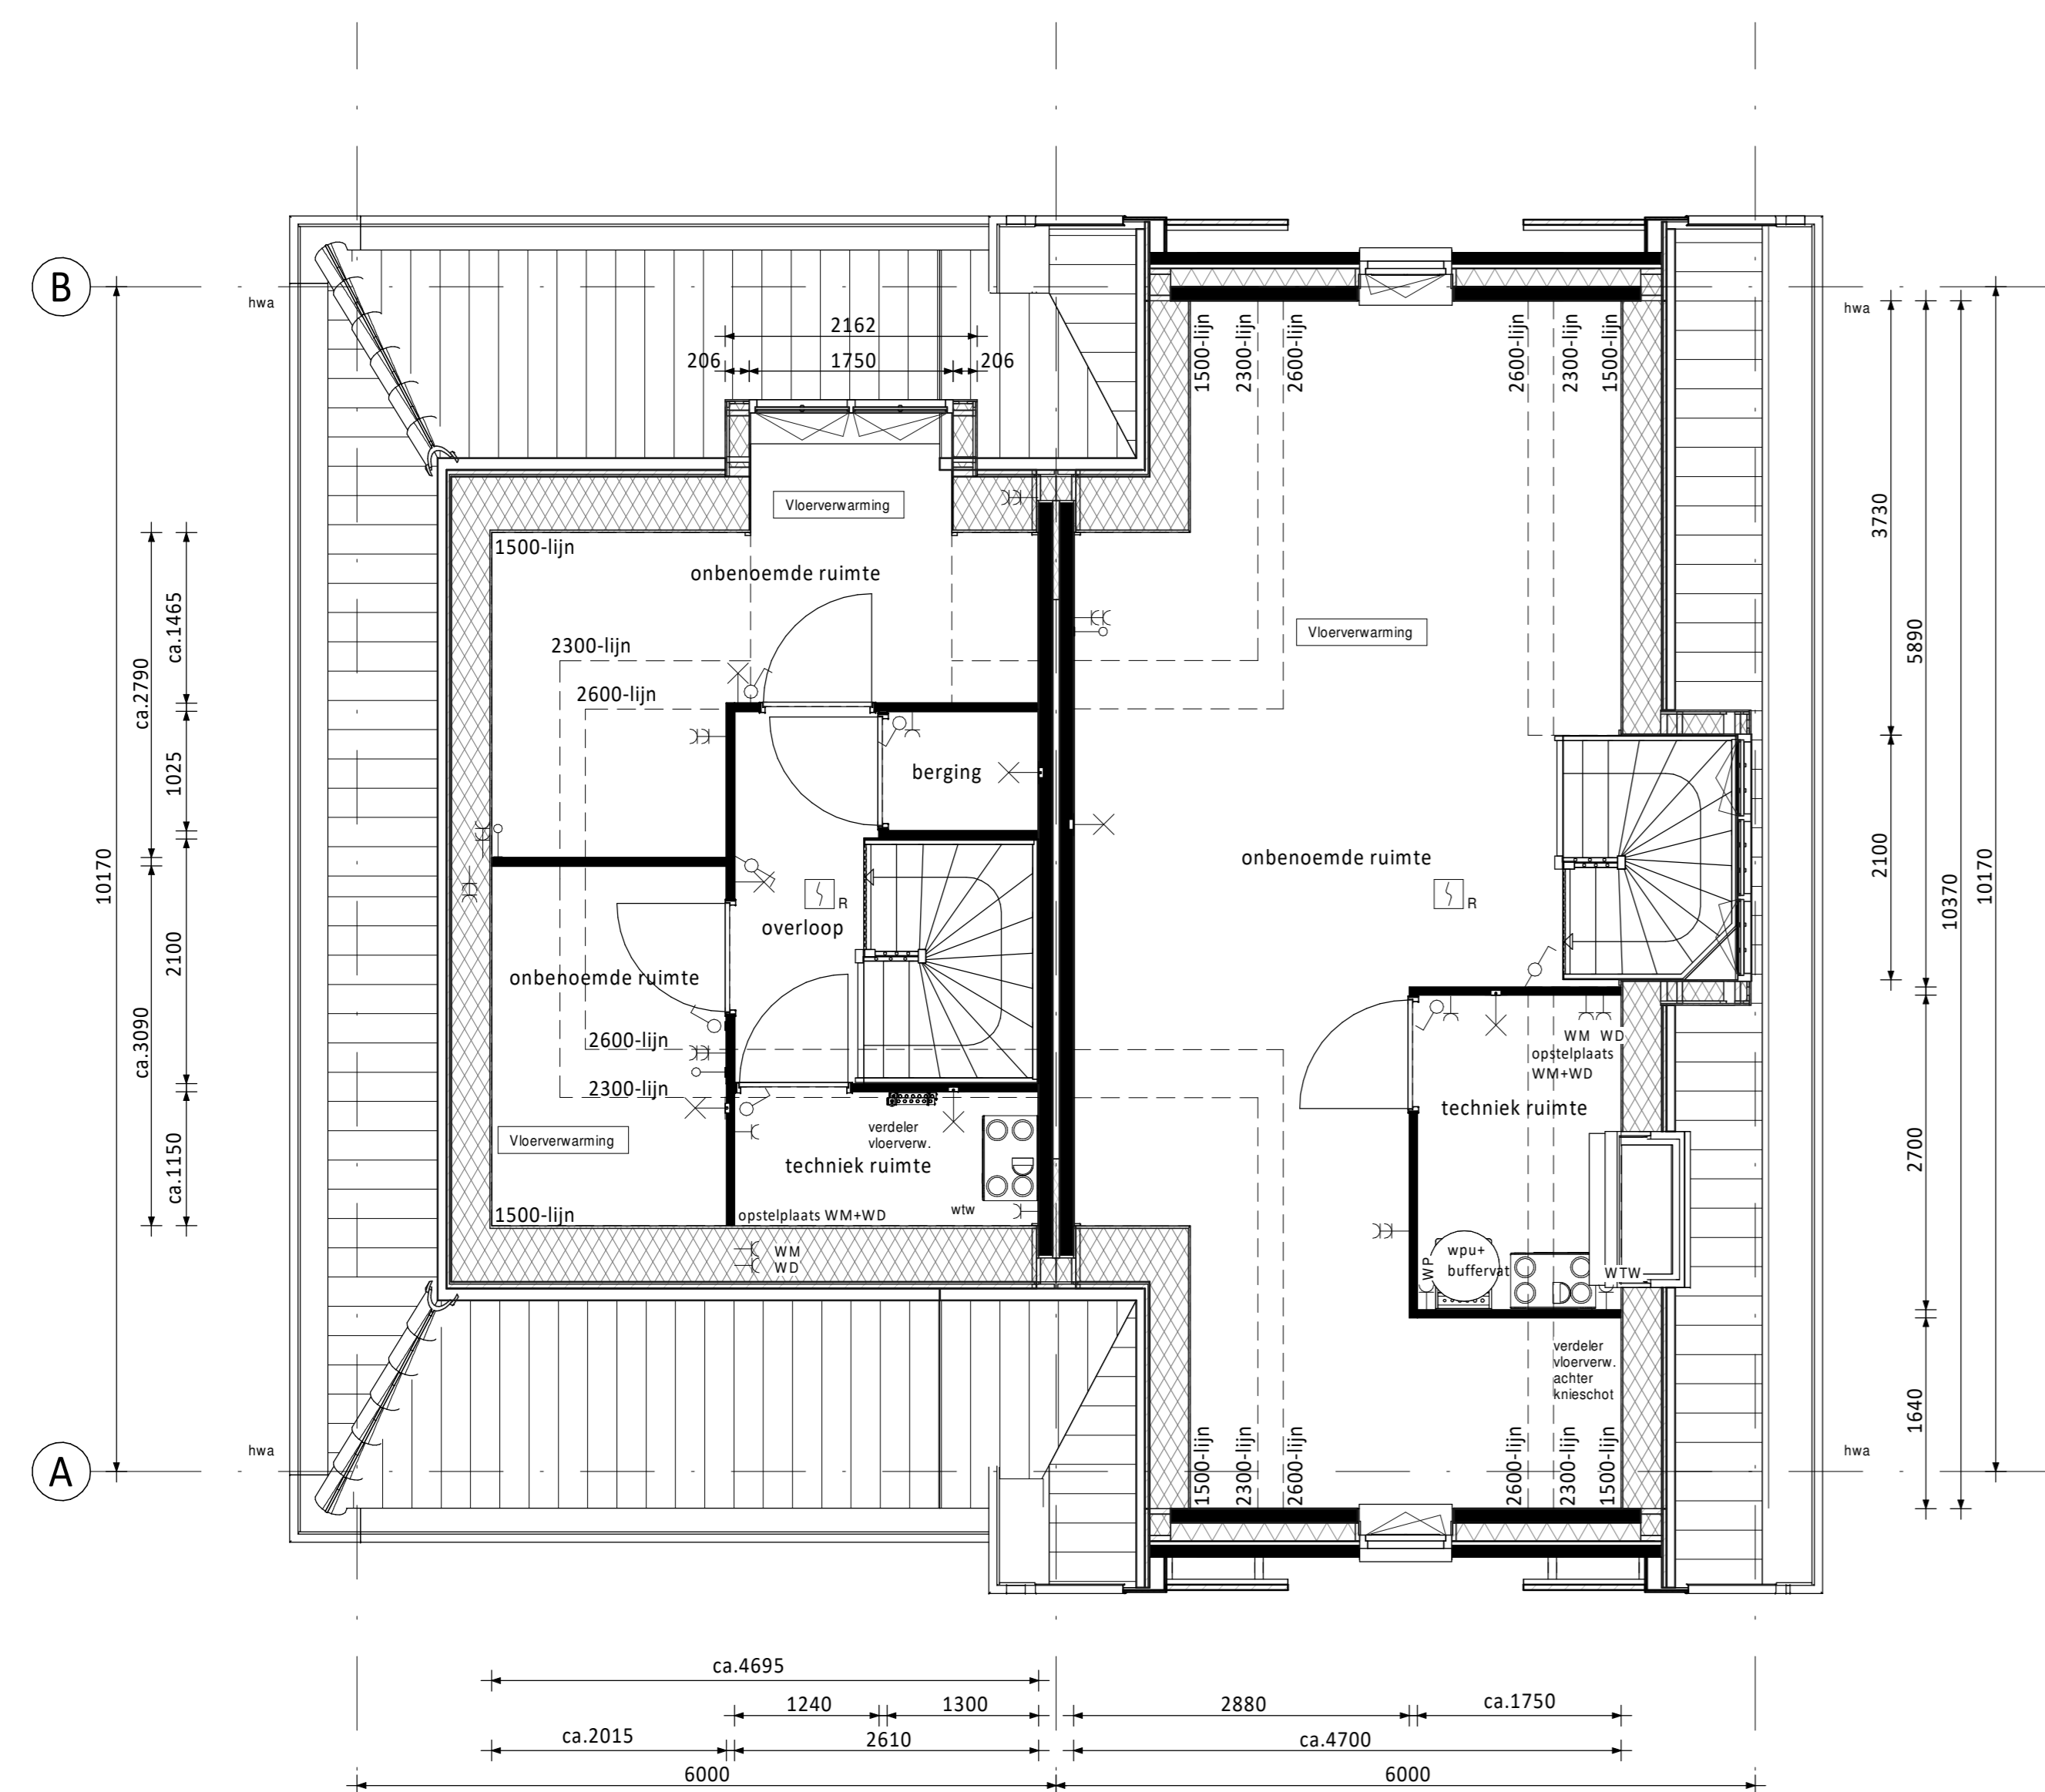 B
hwa
hwa
2162
206
1750
206
1500-lijn
2300-lijn
2600-lijn
2600-lijn
2300-lijn
1500-lijn
Vloerverwarming
1500-lijn
onbenoemde ruimte
2300-lijn
2600-lijn
Vloerverwarming
berging
onbenoemde ruimte
R
R
overloop
onbenoemde ruimte
2600-lijn
2300-lijn
WM WD
opstelplaats
WM+WD
techniek ruimte
Vloerverwarming
verdeler
vloerverw.
techniek ruimte
1500-lijn
opstelplaats WM+WD
wtw
WM
WD
WP
wpu+
buffervat
WTW
verdeler
vloerverw.
achter
knieschot
1500-lijn
2300-lijn
2600-lijn
2600-lijn
2300-lijn
1500-lijn
hwa
hwa
A
10170
ca.2790
ca.3090
ca.1465
1025
2100
ca.1150
3730
2100
5890
2700
1640
10370
10170
ca.4695
1240
1300
2880
ca.1750
ca.2015
2610
ca.4700
6000
6000